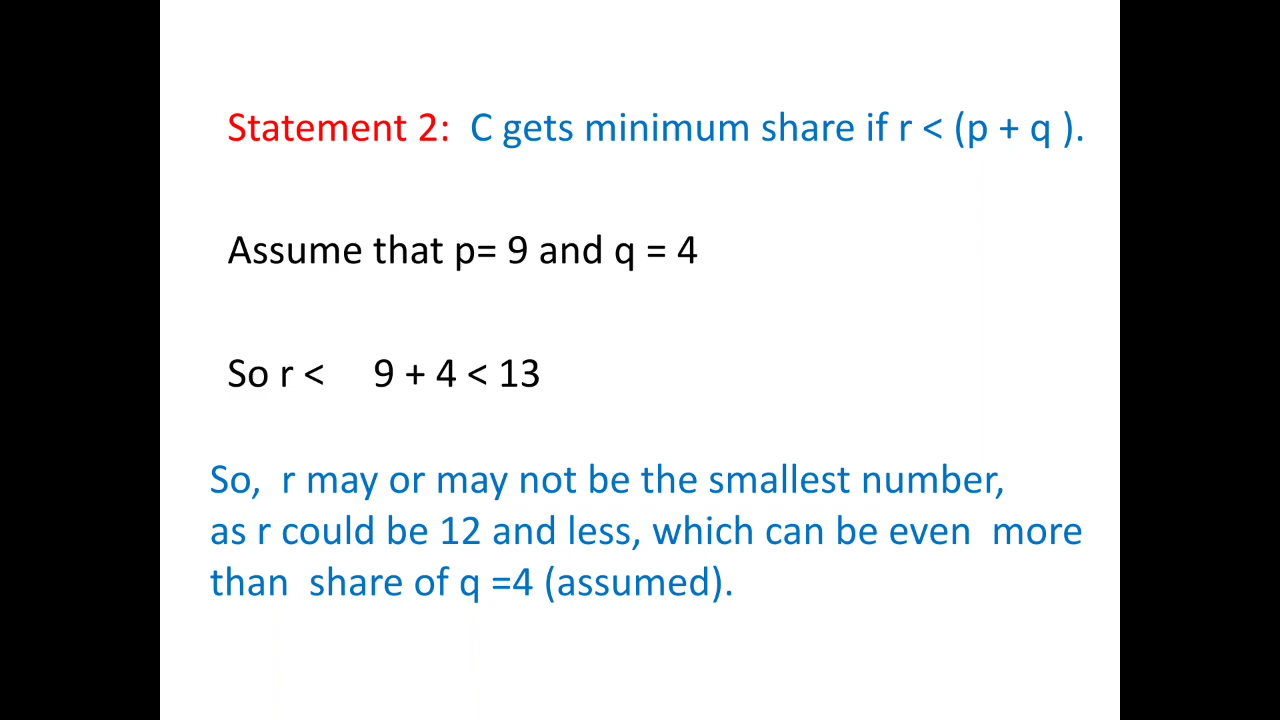 Statement 2: C gets minimum share if r < (p + q ).
Assume that p= 9 and q = 4
So r < 9 + 4 < 13
So, r may or may not be the smallest number,
as r could be 12 and less, which can be even more
than share of q =4 (assumed).